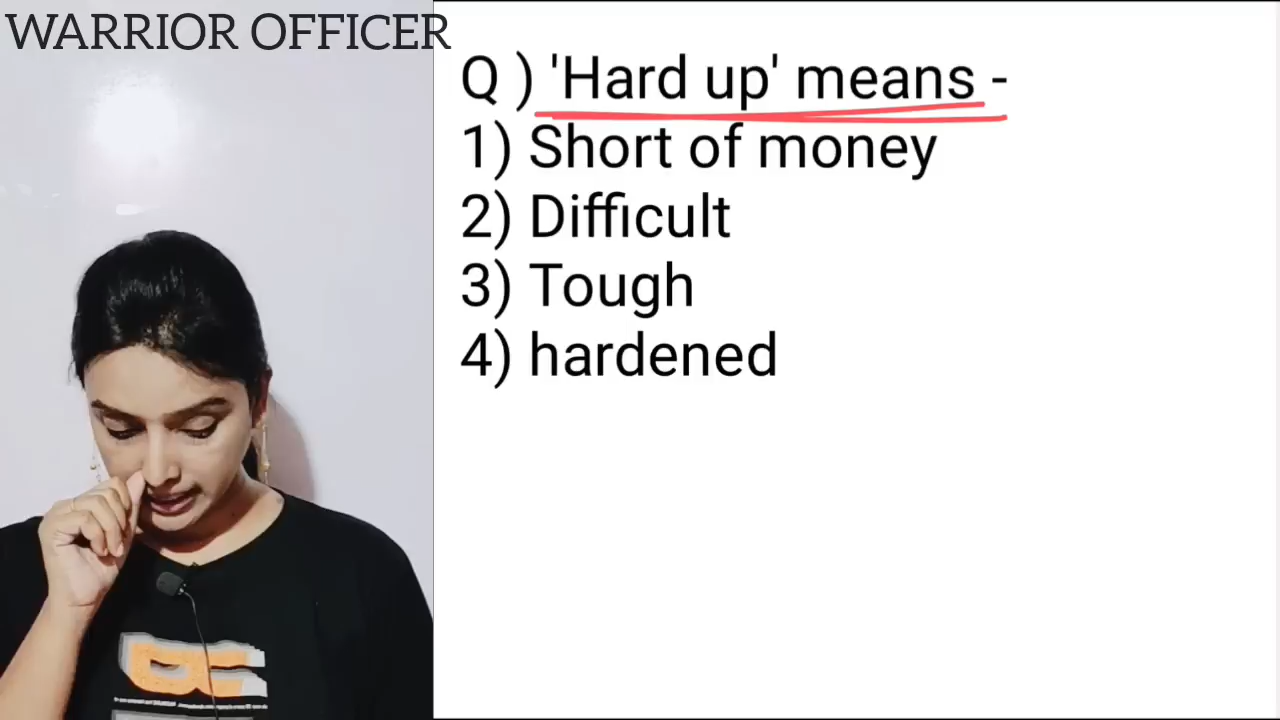 WARRIOR OFFICER
Q ) 'Hard up' means -
1) Short of money
2) Difficult
3) Tough
4) hardened